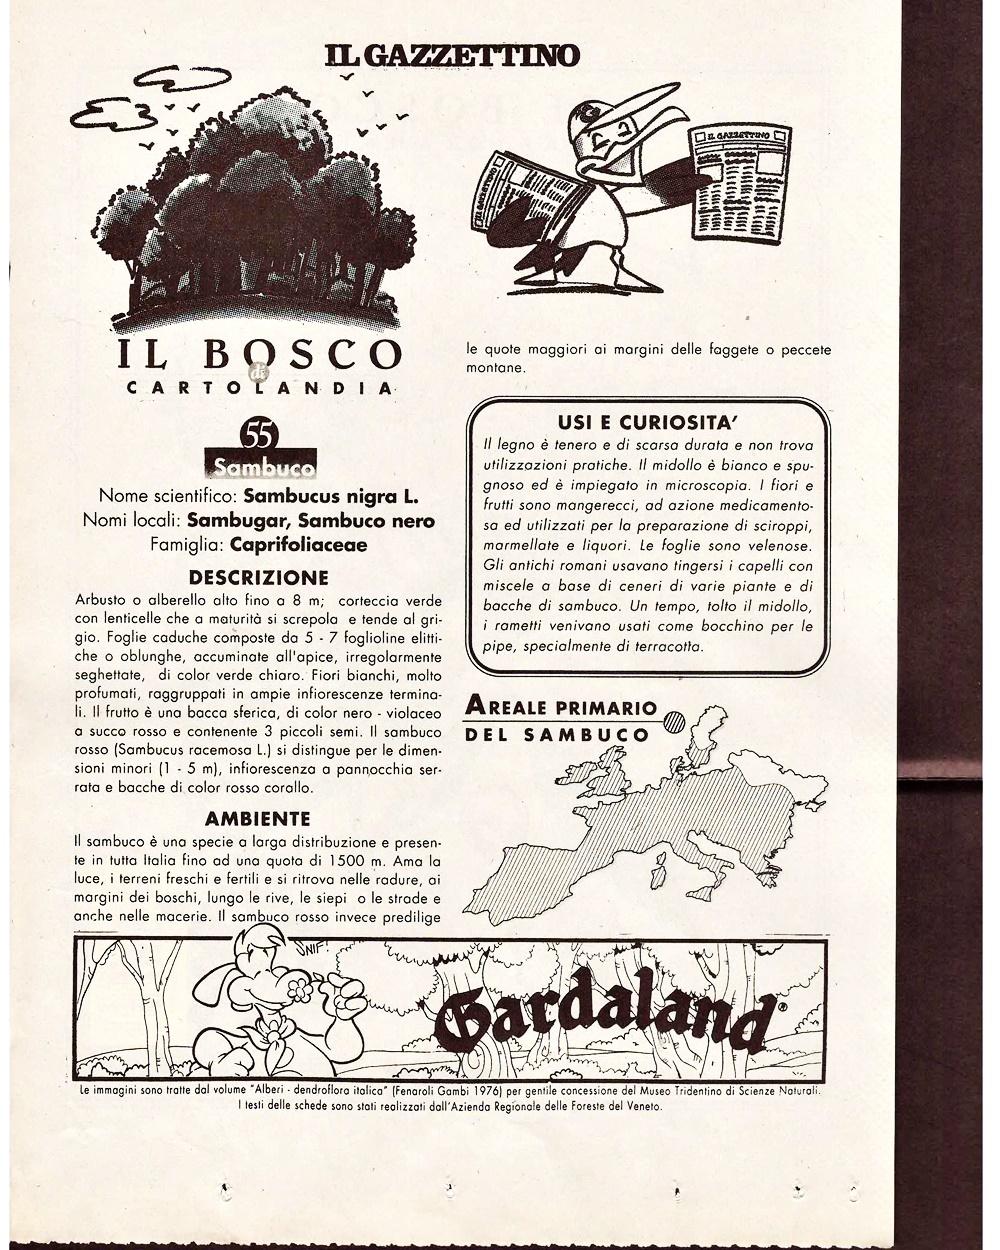 IL GAZZETTINO
IL GAZZETTINO
IL GAZZETTINO
IL BOSCO
di
CARTOLANDIA
55
Sambuco
Nome scientifico: Sambucus nigra L.
Nomi locali: Sambugar, Sambuco nero
Famiglia: Caprifoliaceae
DESCRIZIONE
Arbusto o alberello alto fino a 8 m; corteccia verde
con lenticelle che a maturità si screpola e tende al gri-
gio. Foglie caduche composte da 5 - 7 foglioline elitti-
che o oblunghe, accuminate all'apice, irregolarmente
seghettate, di color verde chiaro. Fiori bianchi, molto
profumati, raggruppati in ampie infiorescenze termina-
li. Il frutto è una bacca sferica, di color nero - violaceo
a succo rosso e contenente 3 piccoli semi. Il sambuco
rosso (Sambucus racemosa L.) si distingue per le dimen-
sioni minori (1 - 5 m), infiorescenza a pannocchia ser-
rata e bacche di color rosso corallo.
AMBIENTE
Il sambuco è una specie a larga distribuzione e presen-
te in tutta Italia fino ad una quota di 1500 m. Ama la
luce, i terreni freschi e fertili e si ritrova nelle radure, ai
margini dei boschi, lungo le rive, le siepi o le strade e
anche nelle macerie. Il sambuco rosso invece predilige
le quote maggiori ai margini delle faggete o peccete
montane.
USI E CURIOSITA'
Il legno è tenero e di scarsa durata e non trova
utilizzazioni pratiche. Il midollo è bianco e spu-
gnoso ed è impiegato in microscopia. I fiori e
frutti sono mangerecci, ad azione medicamento-
sa ed utilizzati per la preparazione di sciroppi,
marmellate e liquori. Le foglie sono velenose.
Gli antichi romani usavano tingersi i capelli con
miscele a base di ceneri di varie piante e di
bacche di sambuco. Un tempo, tolto il midollo,
i rametti venivano usati come bocchino per le
pipe, specialmente di terracotta.
AREALE PRIMARIO
DEL SAMBUCO
SNIF!
Gardaland®
Le immagini sono tratte dal volume "Alberi - dendroflora italica" (Fenaroli Gambi 1976) per gentile concessione del Museo Tridentino di Scienze Naturali.
I testi delle schede sono stati realizzati dall'Azienda Regionale delle Foreste del Veneto.